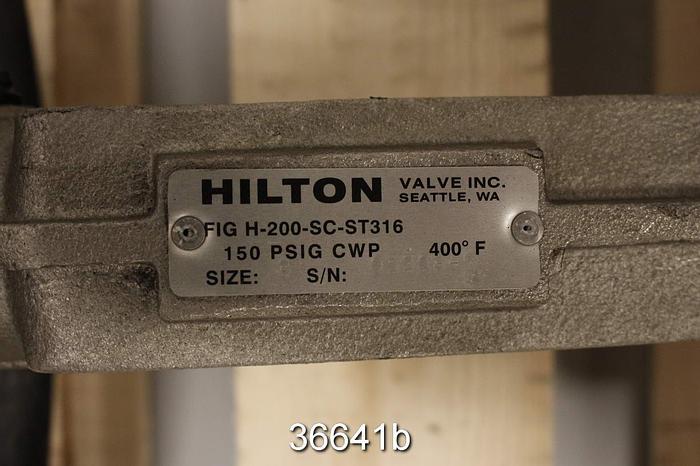 HILTON VALVE INC.
SEATTLE, WA
FIG H-200-SC-ST316
150 PSIG CWP 400° F
SIZE: S/N:
36641b